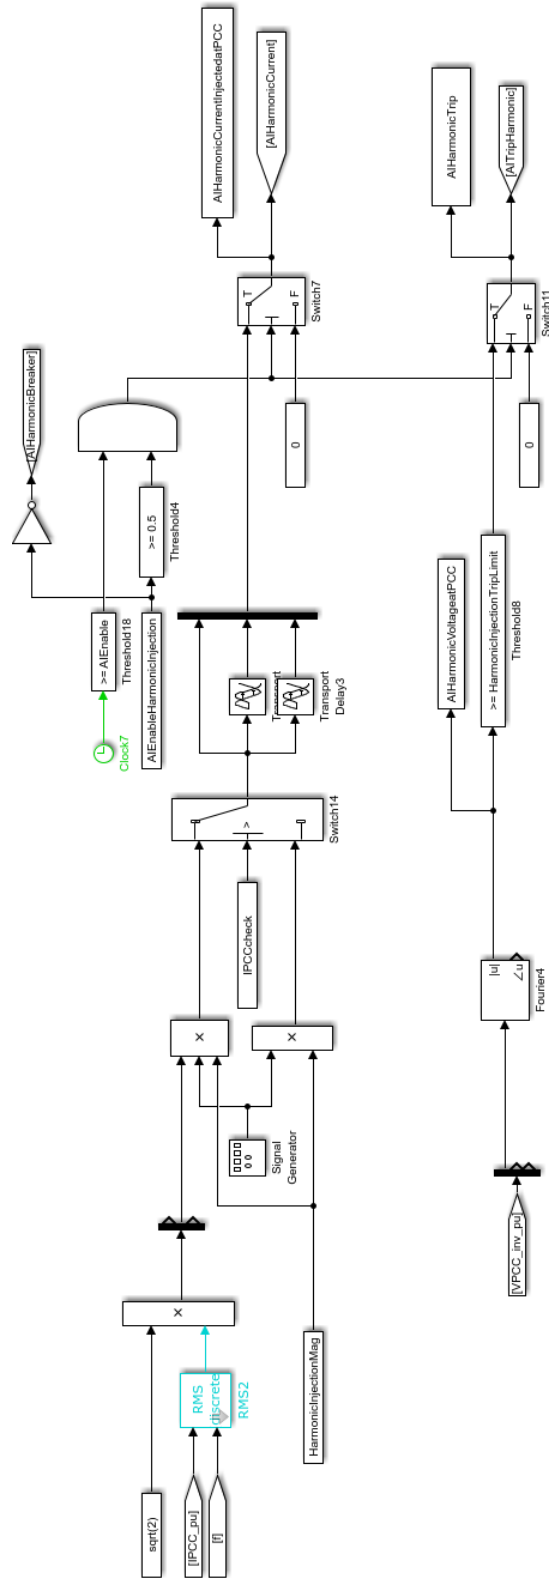 sqrt(2)
[IPCC_pu]
[f]
RMS
discrete
RMS2
×
HarmonicInjectionMag
Signal
Generator
×
×
IPCCcheck
>
Switch14
Clock7
>= AIEnable
Threshold18
AIEnableHarmonicInjection
>= 0.5
Threshold4
[AIHarmonicBreaker]
Transport
Delay3
0
T
F
Switch7
AIHarmonicCurrentInjectedatPCC
[AIHarmonicCurrent]
[VPCC_inv_pu]
|u|
∠u
Fourier4
AIHarmonicVoltageatPCC
>= HarmonicInjectionTripLimit
Threshold8
0
T
F
Switch11
AIHarmonicTrip
[AITripHarmonic]